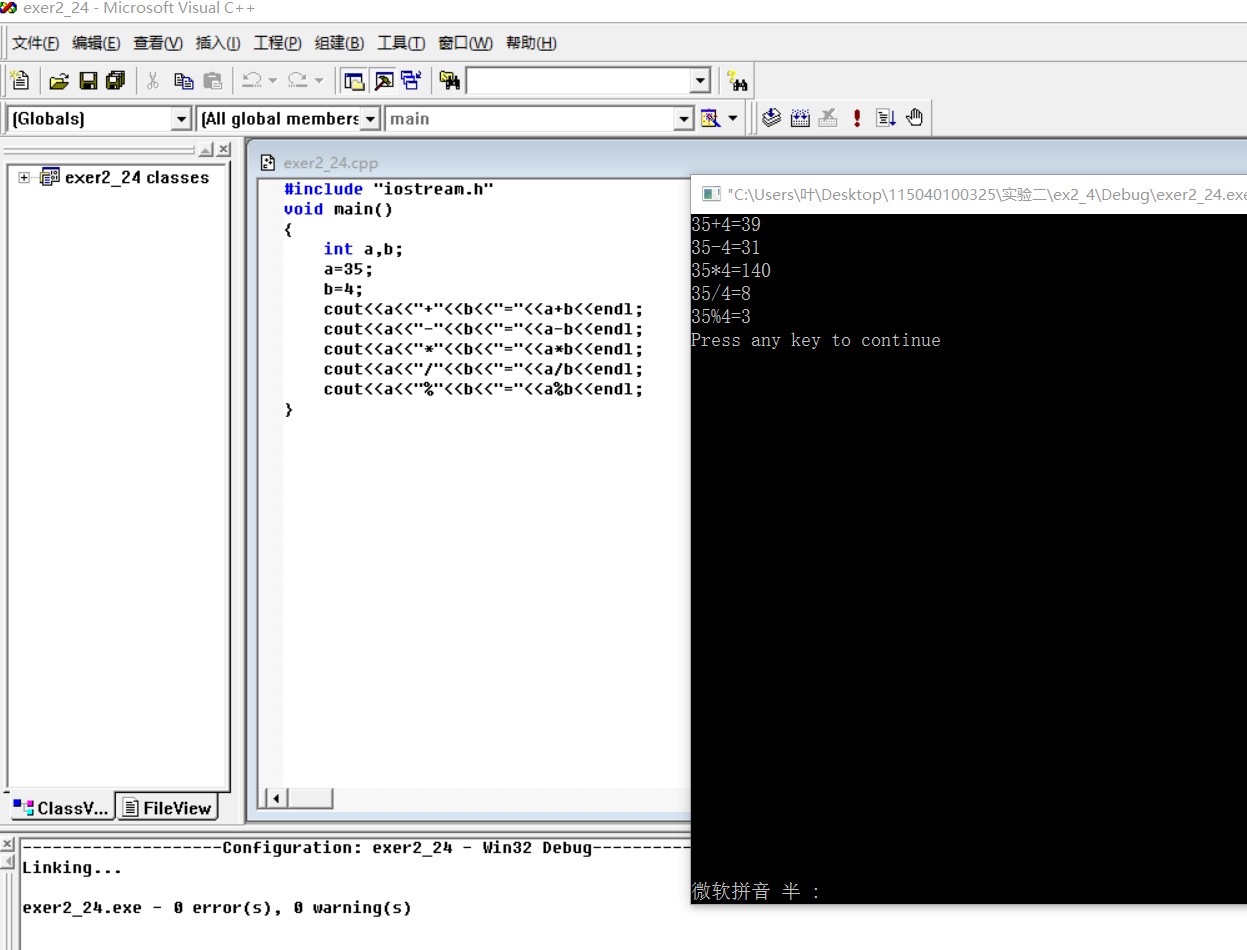 exer2_24 - Microsoft Visual C++
文件(F) 编辑(E) 查看(V) 插入(I) 工程(P) 组建(B) 工具(T) 窗口(W) 帮助(H)
(Globals) (All global members main
exer2_24 classes
exer2_24.cpp
#include "iostream.h"
void main()
{
int a,b;
a=35;
b=4;
cout<<a<<"+"<<b<<"="<<a+b<<endl;
cout<<a<<"-"<<b<<"="<<a-b<<endl;
cout<<a<<"*"<<b<<"="<<a*b<<endl;
cout<<a<<"/"<<b<<"="<<a/b<<endl;
cout<<a<<"%"<<b<<"="<<a%b<<endl;
}
"C:\Users\叶\Desktop\115040100325\实验二\ex2_4\Debug\exer2_24.exe
35+4=39
35-4=31
35*4=140
35/4=8
35%4=3
Press any key to continue
微软拼音 半 :
ClassV... FileView
--------------------Configuration: exer2_24 - Win32 Debug----------
Linking...
exer2_24.exe - 0 error(s), 0 warning(s)